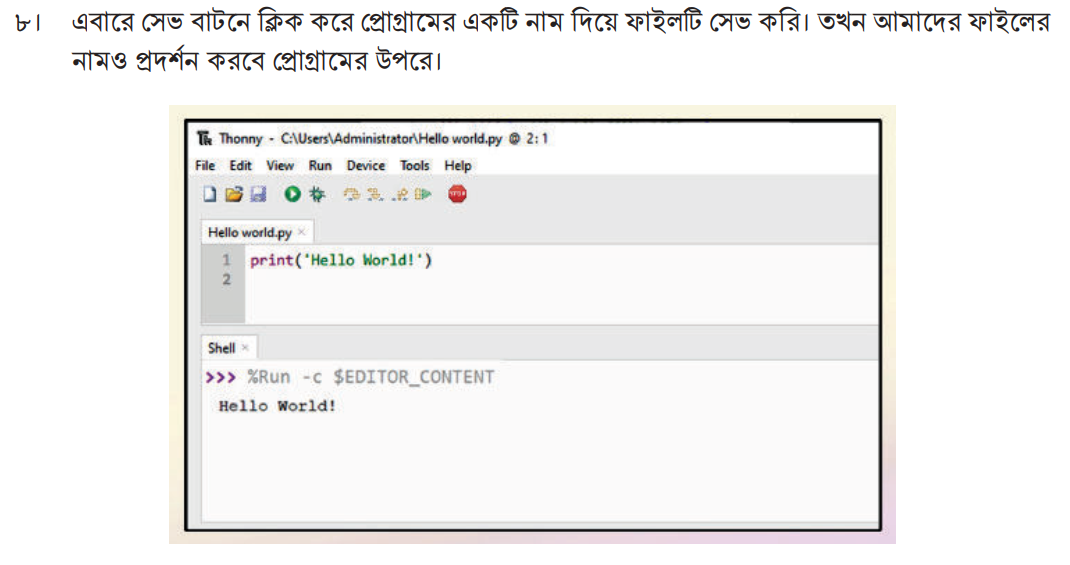 ৮। এবারে সেভ বাটনে ক্লিক করে প্রোগ্রামের একটি নাম দিয়ে ফাইলটি সেভ করি। তখন আমাদের ফাইলের
নামও প্রদর্শন করবে প্রোগ্রামের উপরে।
Thonny - C:\Users\Administrator\Hello world.py @ 2:1
File Edit View Run Device Tools Help
STOP
Hello world.py ×
1 print('Hello World!')
2
Shell ×
>>> %Run -c $EDITOR_CONTENT
Hello World!